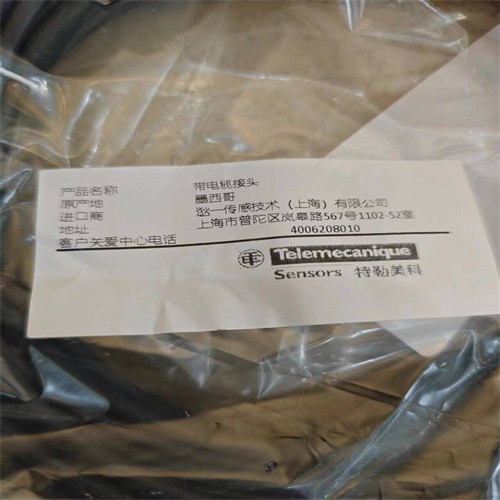 产品名称 带电缆接头
原产地 墨西哥
进口商 逖一传感技术（上海）有限公司
地址 上海市普陀区岚皋路567号1102-52室
客户关爱中心电话 4006208010
TE Telemecanique
Sensors 特勒美科